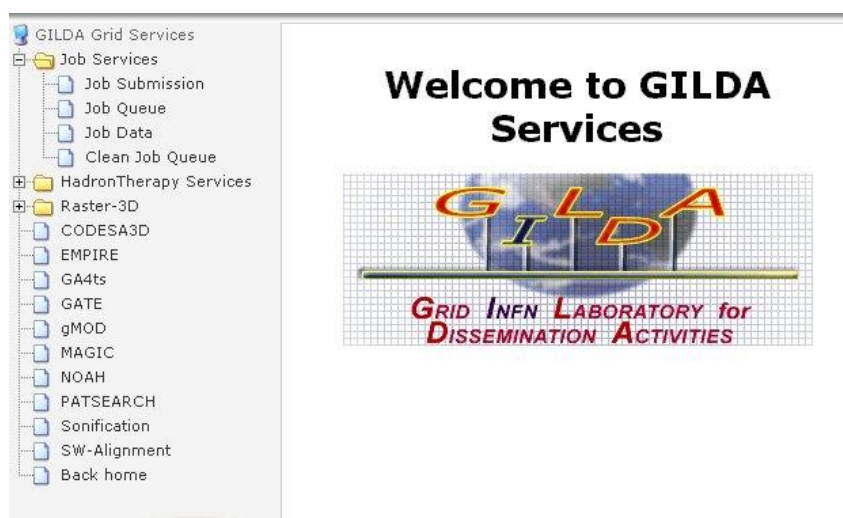 GILDA Grid Services
Job Services
Job Submission
Job Queue
Job Data
Clean Job Queue
HadronTherapy Services
Raster-3D
CODESA3D
EMPIRE
GA4ts
GATE
gMOD
MAGIC
NOAH
PATSEARCH
Sonification
SW-Alignment
Back home
Welcome to GILDA
Services
GILDA
GRID INFN LABORATORY for
DISSEMINATION ACTIVITIES